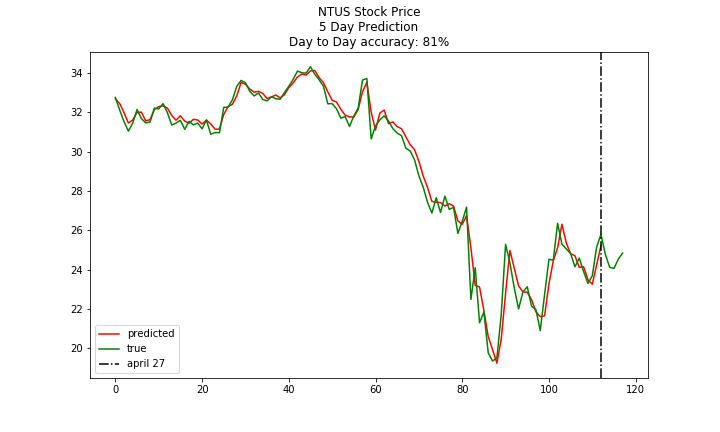 NTUS Stock Price
5 Day Prediction
Day to Day accuracy: 81%
34
32
30
28
26
24
22
20
predicted
true
april 27
0
20
40
60
80
100
120